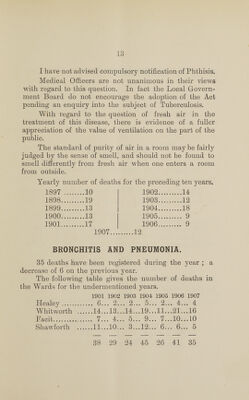 13
I have not advised compulsory notification of Phthisis.
Medical Officers are not unanimous in their views
with regard to this question. In fact the Local Govern-
ment Board do not encourage the adoption of the Act
pending an enquiry into the subject of Tuberculosis.
With regard to the question of fresh air in the
treatment of this disease, there is evidence of a fuller
appreciation of the value of ventilation on the part of the
public.
The standard of purity of air in a room may be fairly
judged by the sense of smell, and should not be found to
smell differently from fresh air when one enters a room
from outside.
Yearly number of deaths for the preceding ten years.
1897 .........10 1902.........14
1898.........19 1903.........12
1899.........13 1904.........18
1900.........13 1905......... 9
1901.........17 1906......... 9
1907.........12
BRONCHITIS AND PNEUMONIA.
35 deaths have been registered during the year ; a
decrease of 6 on the previous year.
The following table gives the number of deaths in
the Wards for the undermentioned years.
1901 1902 1903 1904 1905 1906 1907
Healey ............ 6... 2... 2... 5... 2... 4... 4
Whitworth ......14...13...14...19...11...21...16
Facit............... 7... 4... 5... 9... 7...10...10
Shawforth ......11...10... 3...12... 6... 6... 5
38 29 24 45 26 41 35